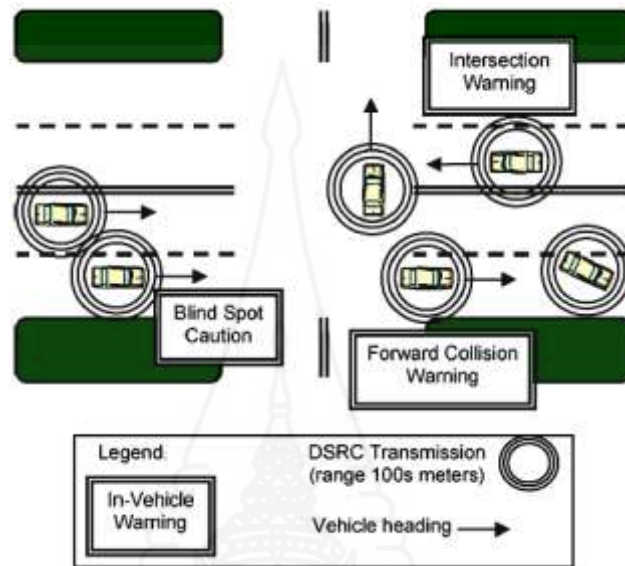 Intersection
Warning
Blind Spot
Caution
Forward Collision
Warning
Legend
DSRC Transmission
(range 100s meters)
In-Vehicle
Warning
Vehicle heading